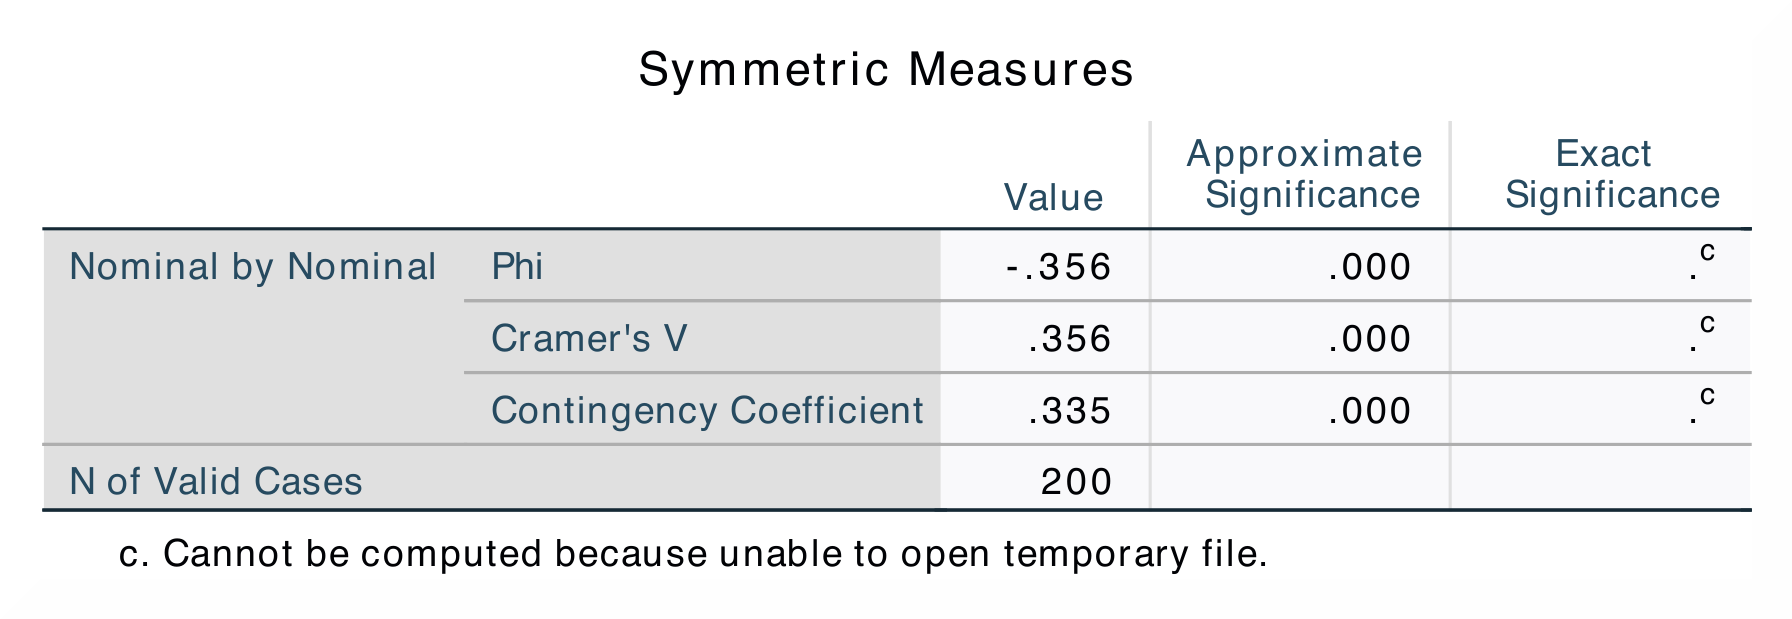 Symmetric Measures
Value Approximate Significance Exact Significance
Nominal by Nominal Phi -.356 .000 .c
Cramer's V .356 .000 .c
Contingency Coefficient .335 .000 .c
N of Valid Cases 200
c. Cannot be computed because unable to open temporary file.